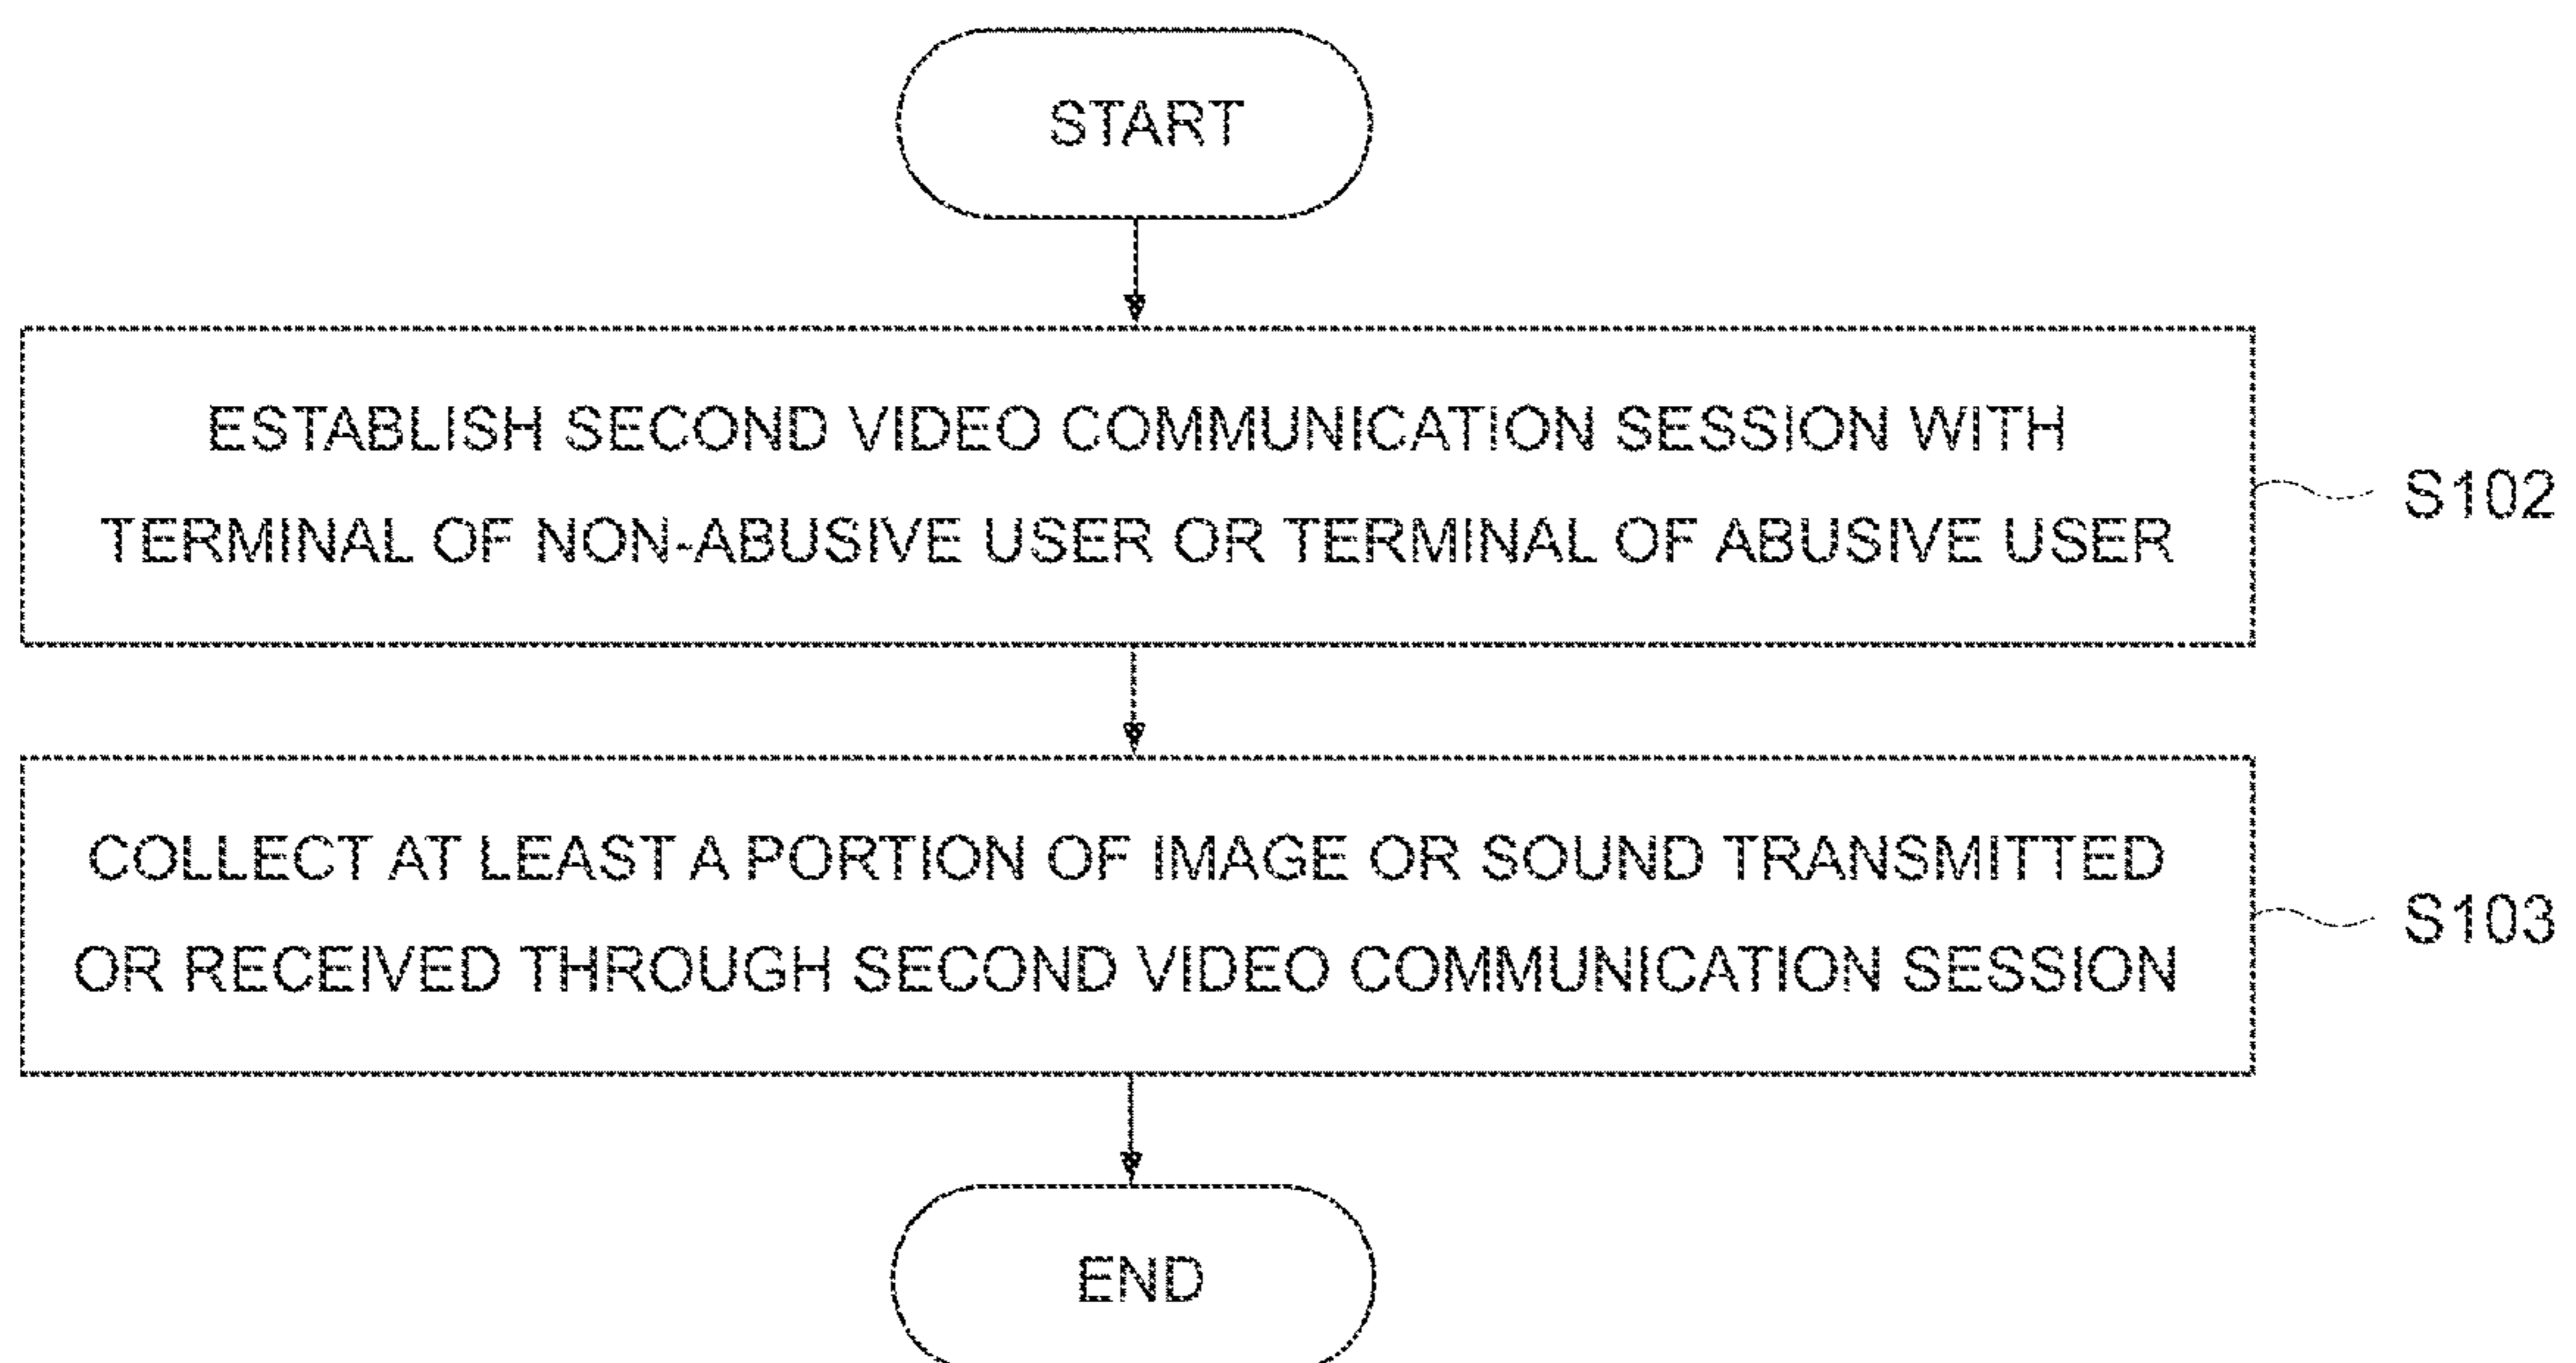 START
ESTABLISH SECOND VIDEO COMMUNICATION SESSION WITH
TERMINAL OF NON-ABUSIVE USER OR TERMINAL OF ABUSIVE USER
S102
COLLECT AT LEAST A PORTION OF IMAGE OR SOUND TRANSMITTED
OR RECEIVED THROUGH SECOND VIDEO COMMUNICATION SESSION
S103
END